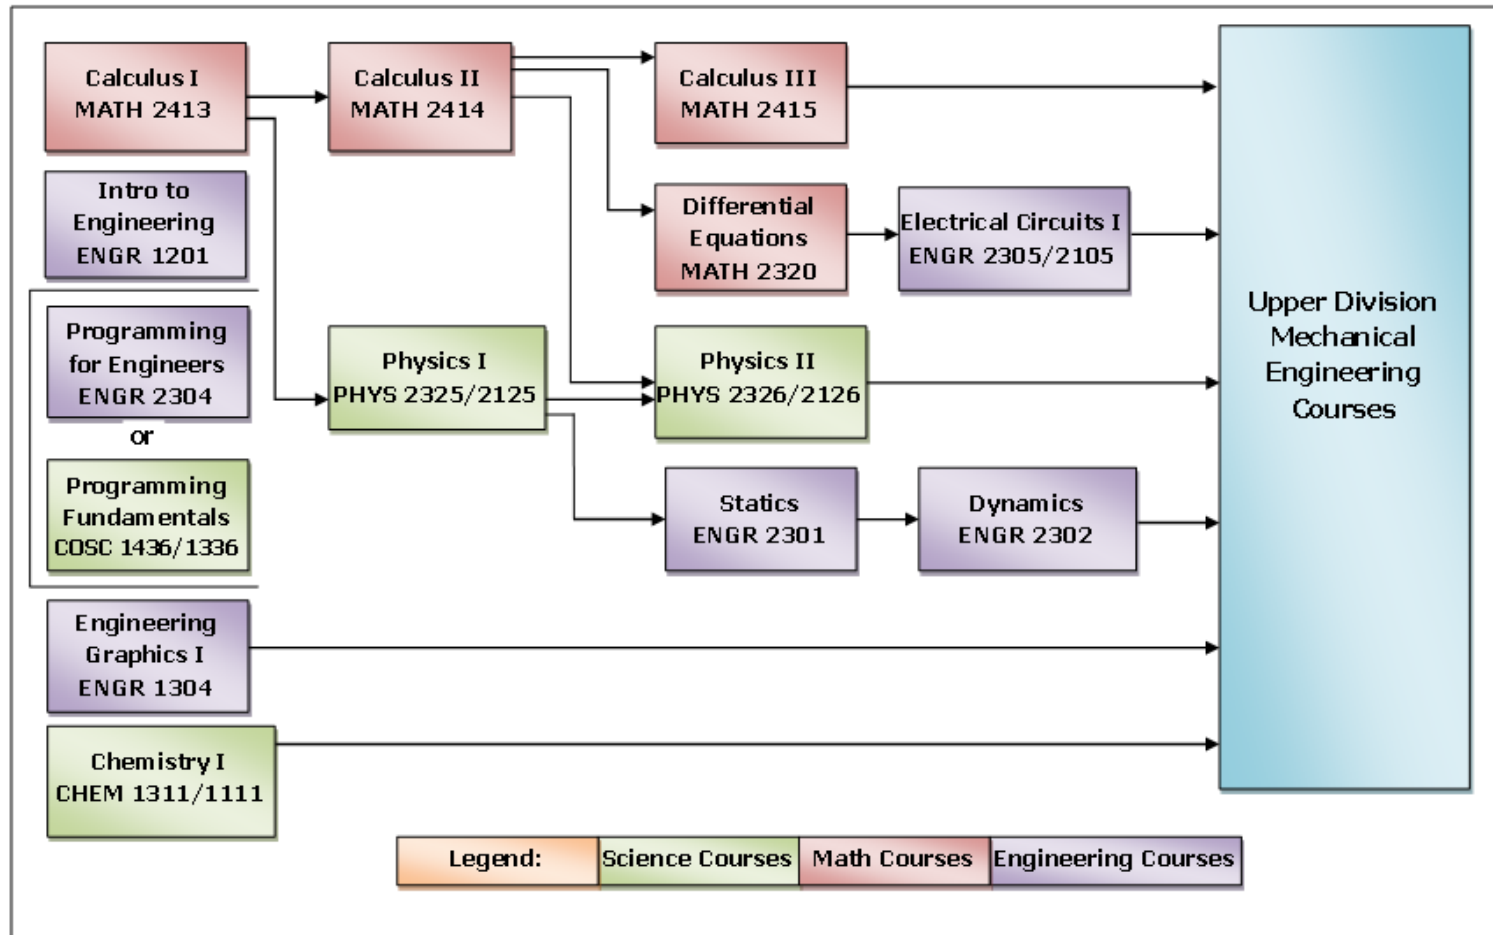 Calculus I
MATH 2413
Calculus II
MATH 2414
Calculus III
MATH 2415
Intro to
Engineering
ENGR 1201
Differential
Equations
MATH 2320
Electrical Circuits I
ENGR 2305/2105
Programming
for Engineers
ENGR 2304
or
Programming
Fundamentals
COSC 1436/1336
Physics I
PHYS 2325/2125
Physics II
PHYS 2326/2126
Statics
ENGR 2301
Dynamics
ENGR 2302
Upper Division
Mechanical
Engineering
Courses
Engineering
Graphics I
ENGR 1304
Chemistry I
CHEM 1311/1111
Legend:
Science Courses
Math Courses
Engineering Courses